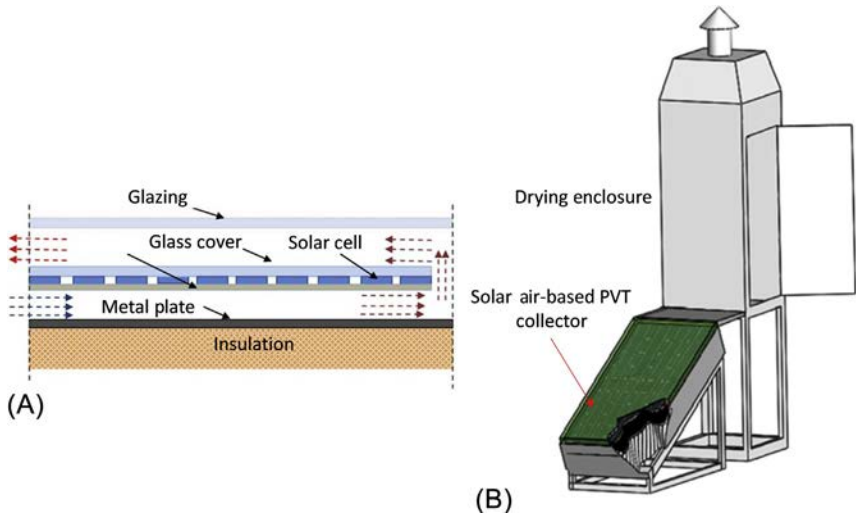 Glazing
Glass cover
Solar cell
Metal plate
Insulation
(A)
Drying enclosure
Solar air-based PVT
collector
(B)